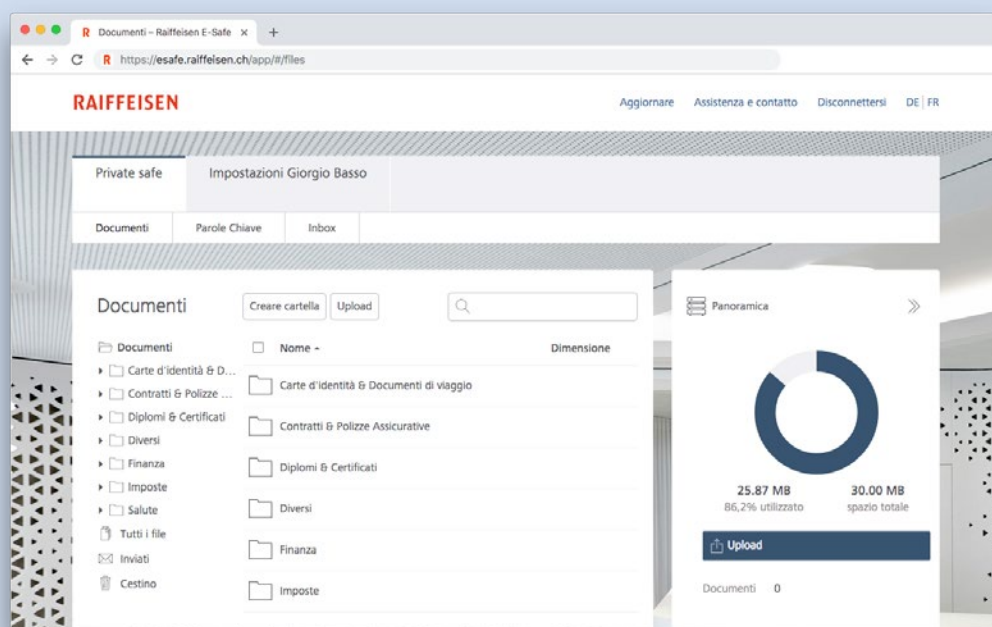 R Documenti – Raiffeisen E-Safe × +
R https://esafe.raiffeisen.ch/app/#/files
RAIFFEISEN
Aggiornare Assistenza e contatto Disconnettersi DE | FR
Private safe Impostazioni Giorgio Basso
Documenti Parole Chiave Inbox
Documenti
Creare cartella Upload
Documenti
Carte d'identità & D...
Contratti & Polizze ...
Diplomi & Certificati
Diversi
Finanza
Imposte
Salute
Tutti i file
Inviati
Cestino
Nome Dimensione
Carte d'identità & Documenti di viaggio
Contratti & Polizze Assicurative
Diplomi & Certificati
Diversi
Finanza
Imposte
Panoramica
25.87 MB 30.00 MB
86,2% utilizzato spazio totale
Upload
Documenti 0